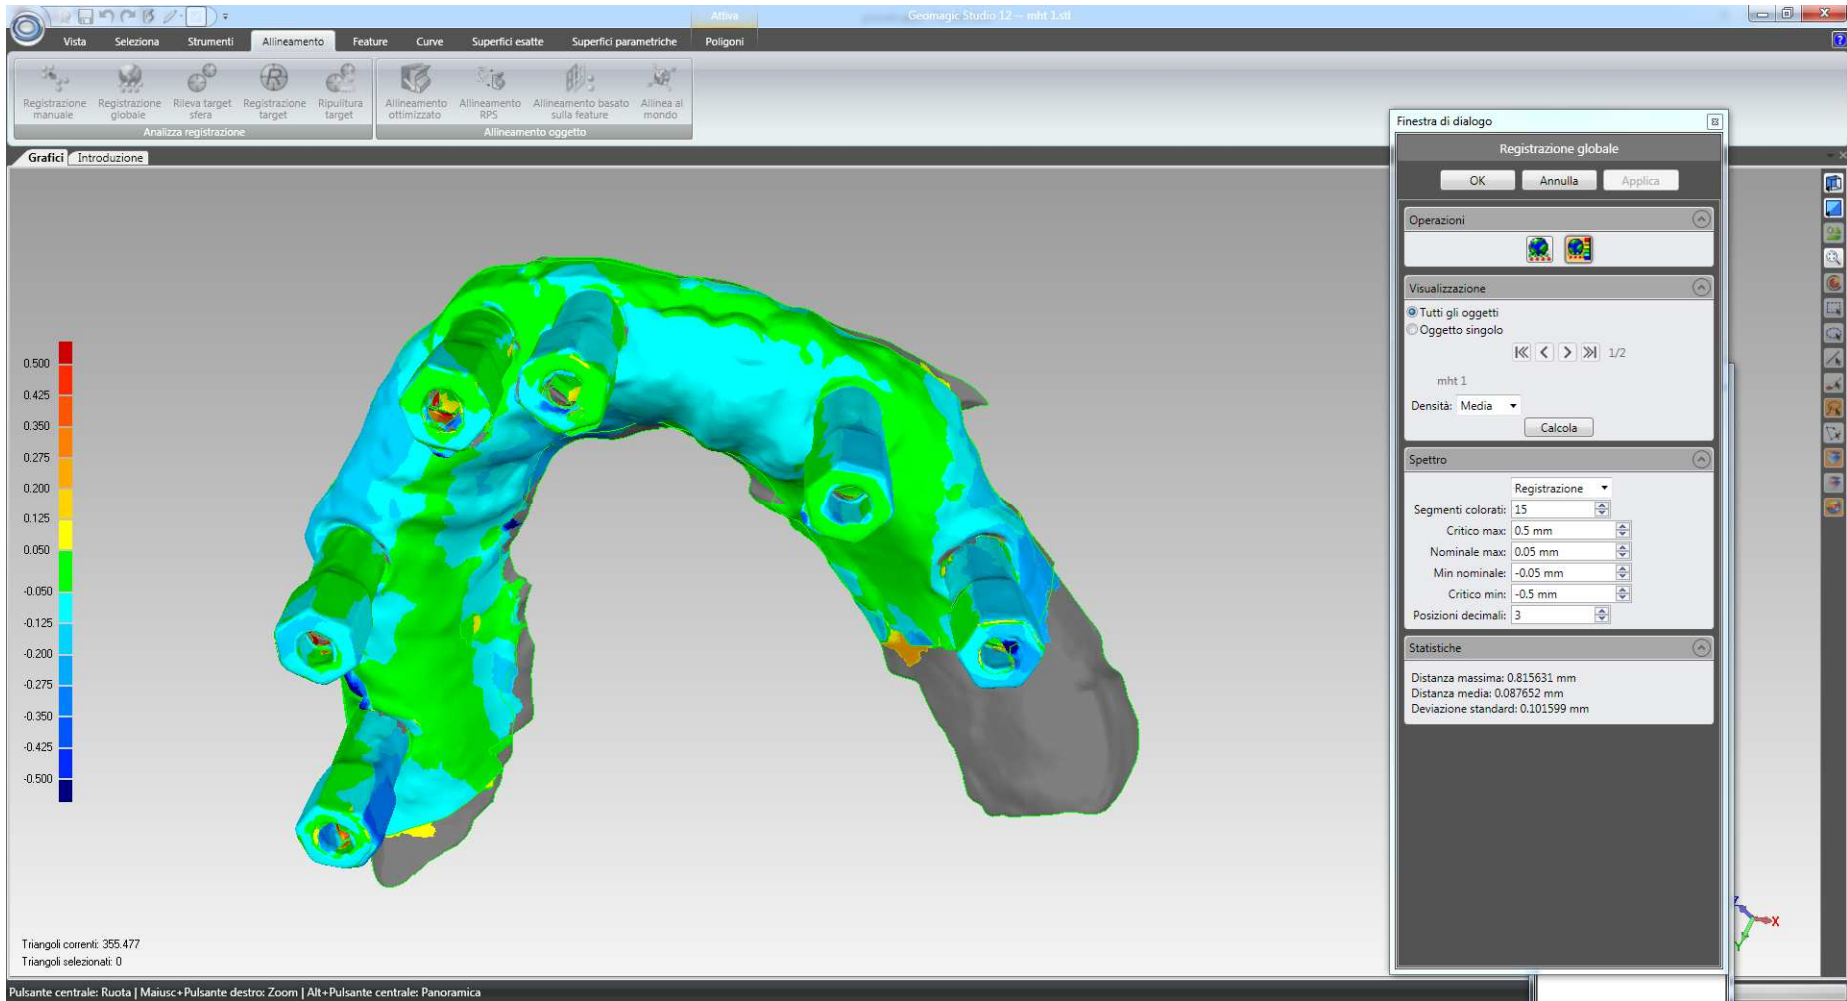 Attiva
Geomagic Studio 12 -- mht 1.stl
Vista Seleziona Strumenti Allineamento Feature Curve Superfici esatte Superfici parametriche Poligoni
Registrazione manuale
Registrazione globale
Rileva target sfera
Registrazione target
Ripulitura target
Allineamento ottimizzato
Allineamento RPS
Allineamento basato sulla feature
Allinea al mondo
Analizza registrazione
Allineamento oggetto
Grafici Introduzione
0.500
0.425
0.350
0.275
0.200
0.125
0.050
-0.050
-0.125
-0.200
-0.275
-0.350
-0.425
-0.500
Triangoli correnti: 355.477
Triangoli selezionati: 0
Pulsante centrale: Ruota | Maiusc+Pulsante destro: Zoom | Alt+Pulsante centrale: Panoramica
Finestra di dialogo
Registrazione globale
OK Annulla Applica
Operazioni
Visualizzazione
Tutti gli oggetti
Oggetto singolo
1/2
mht 1
Densità: Media
Calcola
Spettro
Registrazione
Segmenti colorati: 15
Critico max: 0.5 mm
Nominale max: 0.05 mm
Min nominale: -0.05 mm
Critico min: -0.5 mm
Posizioni decimali: 3
Statistiche
Distanza massima: 0.815631 mm
Distanza media: 0.087652 mm
Deviazione standard: 0.101599 mm
X